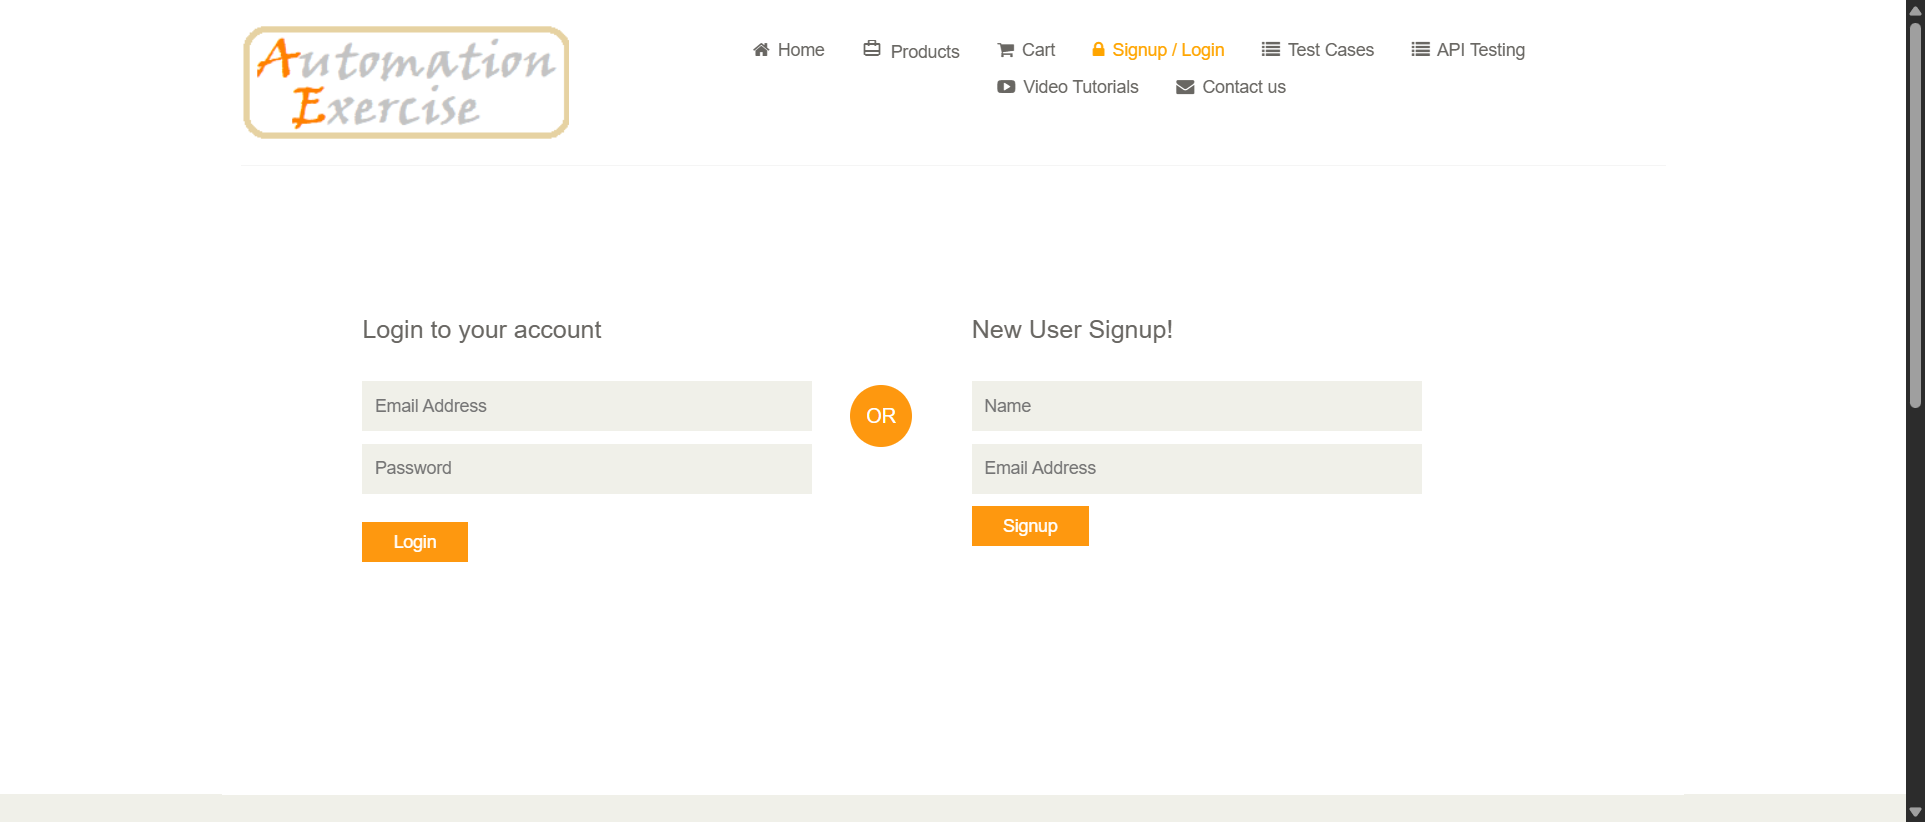 Automation
Exercise
Home Products Cart Signup / Login Test Cases API Testing
Video Tutorials Contact us
Login to your account
Email Address
Password
Login
OR
New User Signup!
Name
Email Address
Signup